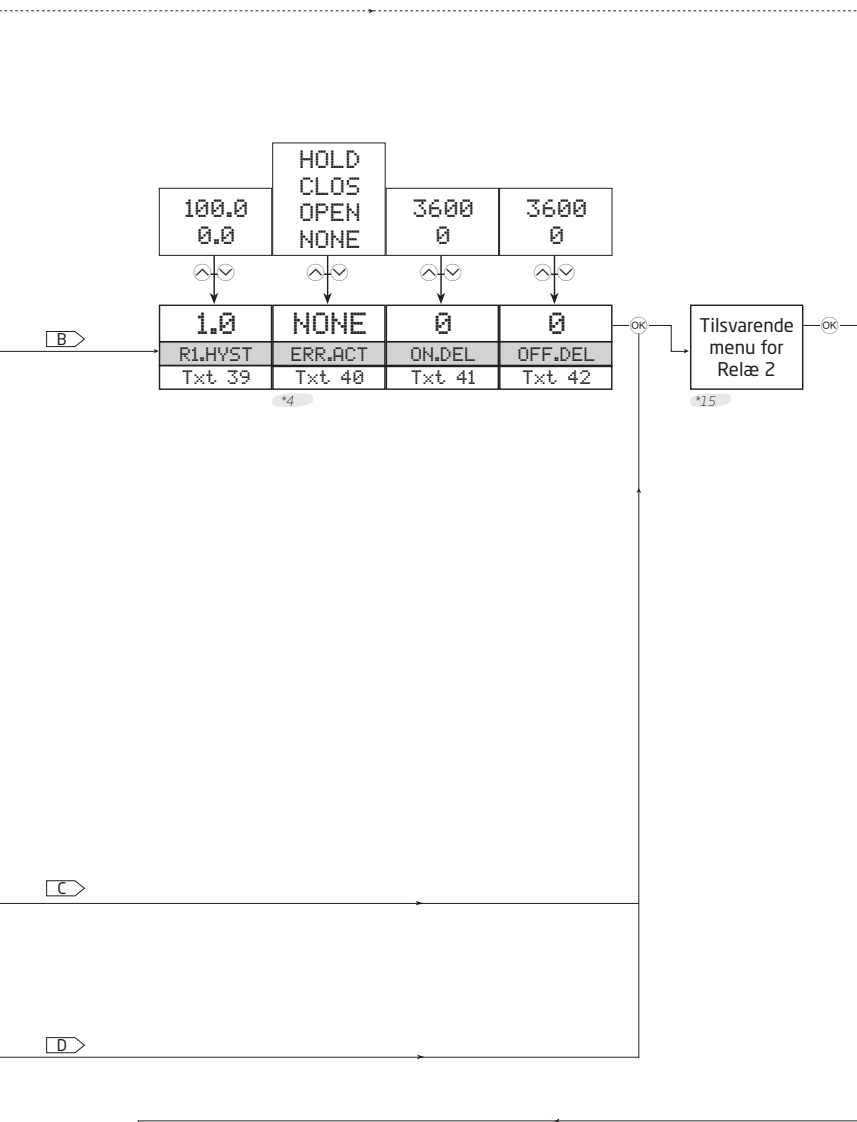 HOLD
CLOS
OPEN
NONE
100.0
0.0
3600
0
3600
0
B
1.0
NONE
0
0
R1.HYST
ERR.ACT
ON.DEL
OFF.DEL
Txt 39
Txt 40
Txt 41
Txt 42
*4
OK
Tilsvarende
menu for
Relæ 2
*15
OK
C
D